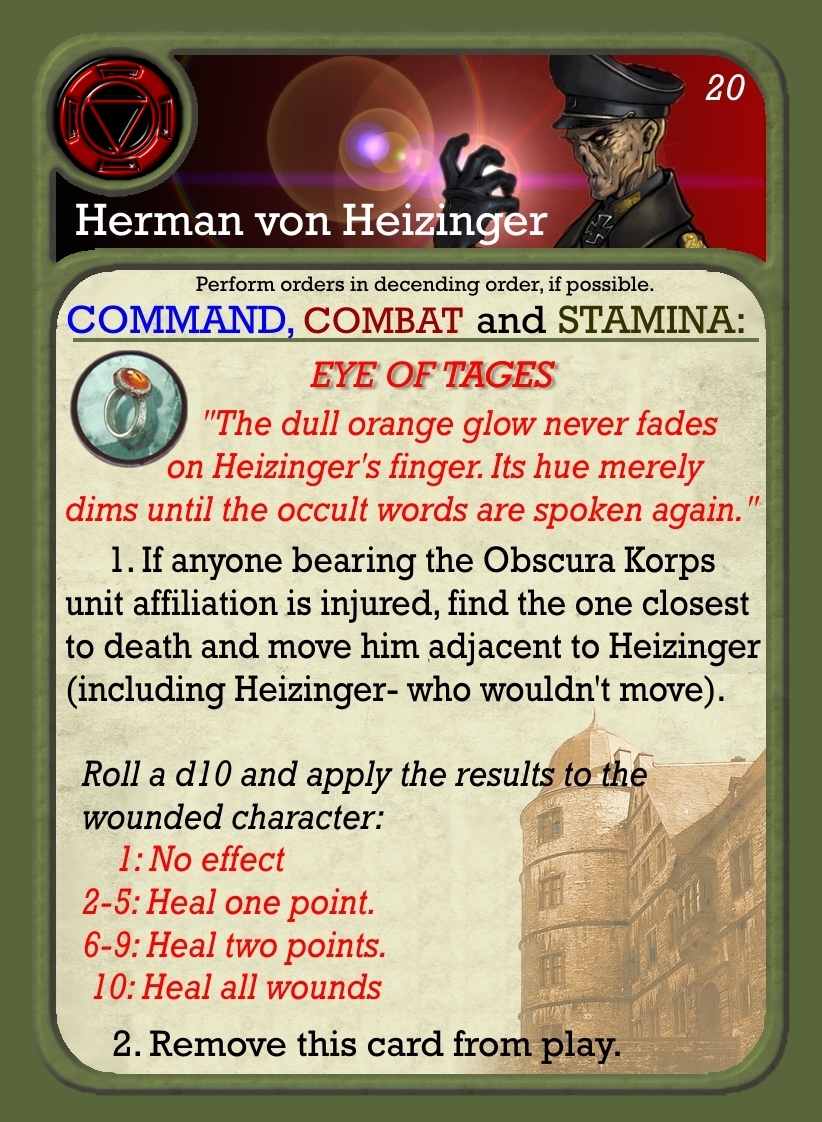 20
Herman von Heizinger
Perform orders in decending order, if possible.
COMMAND, COMBAT and STAMINA:
EYE OF TAGES
"The dull orange glow never fades
on Heizinger's finger. Its hue merely
dims until the occult words are spoken again."
1. If anyone bearing the Obscura Korps
unit affiliation is injured, find the one closest
to death and move him adjacent to Heizinger
(including Heizinger- who wouldn't move).
Roll a d10 and apply the results to the
wounded character:
1: No effect
2-5: Heal one point.
6-9: Heal two points.
10: Heal all wounds
2. Remove this card from play.